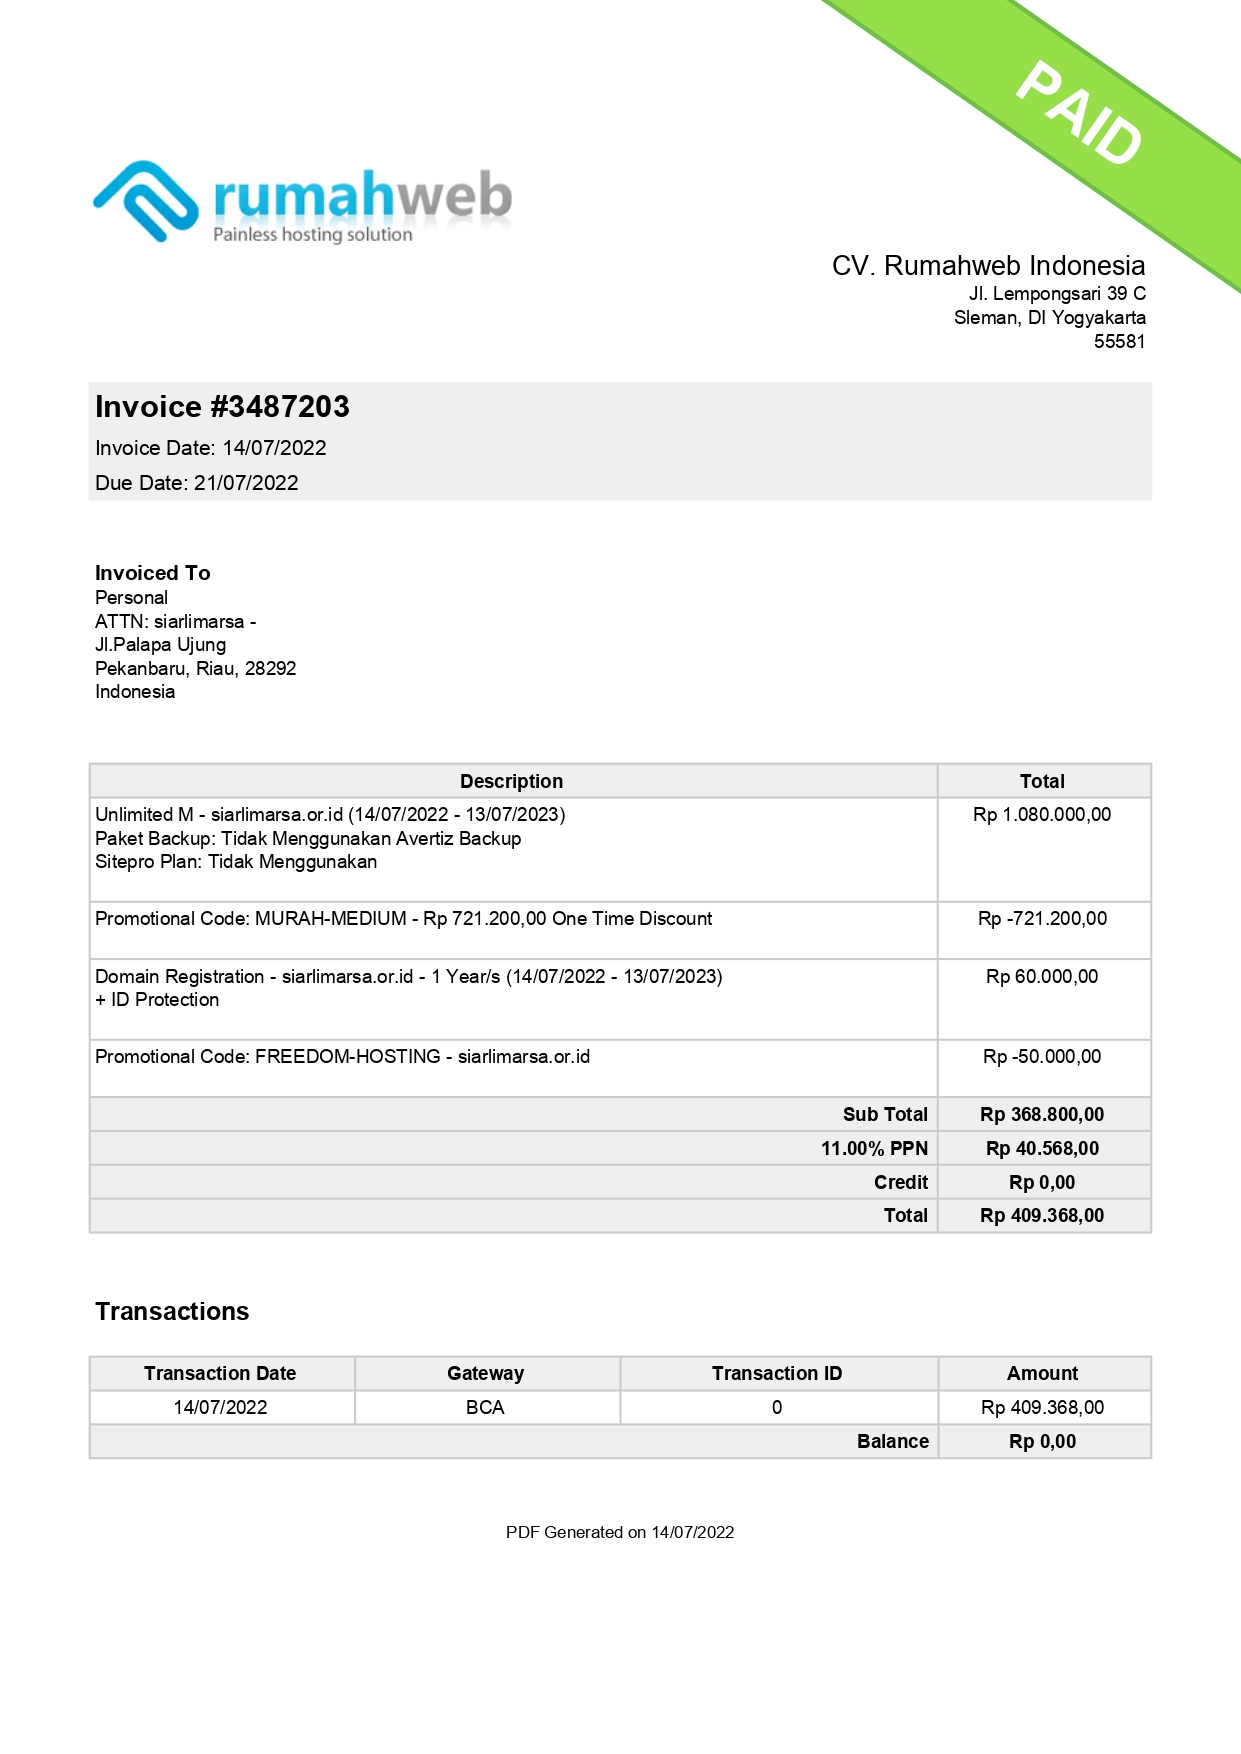 PAID
rumahweb
Painless hosting solution
CV. Rumahweb Indonesia
Jl. Lempongsari 39 C
Sleman, DI Yogyakarta
55581
Invoice #3487203
Invoice Date: 14/07/2022
Due Date: 21/07/2022
Invoiced To
Personal
ATTN: siarlimarsa -
Jl.Palapa Ujung
Pekanbaru, Riau, 28292
Indonesia
Description Total
Unlimited M - siarlimarsa.or.id (14/07/2022 - 13/07/2023) Rp 1.080.000,00
Paket Backup: Tidak Menggunakan Avertiz Backup
Sitepro Plan: Tidak Menggunakan
Promotional Code: MURAH-MEDIUM - Rp 721.200,00 One Time Discount Rp -721.200,00
Domain Registration - siarlimarsa.or.id - 1 Year/s (14/07/2022 - 13/07/2023) Rp 60.000,00
+ ID Protection
Promotional Code: FREEDOM-HOSTING - siarlimarsa.or.id Rp -50.000,00
Sub Total Rp 368.800,00
11.00% PPN Rp 40.568,00
Credit Rp 0,00
Total Rp 409.368,00
Transactions
Transaction Date Gateway Transaction ID Amount
14/07/2022 BCA 0 Rp 409.368,00
Balance Rp 0,00
PDF Generated on 14/07/2022